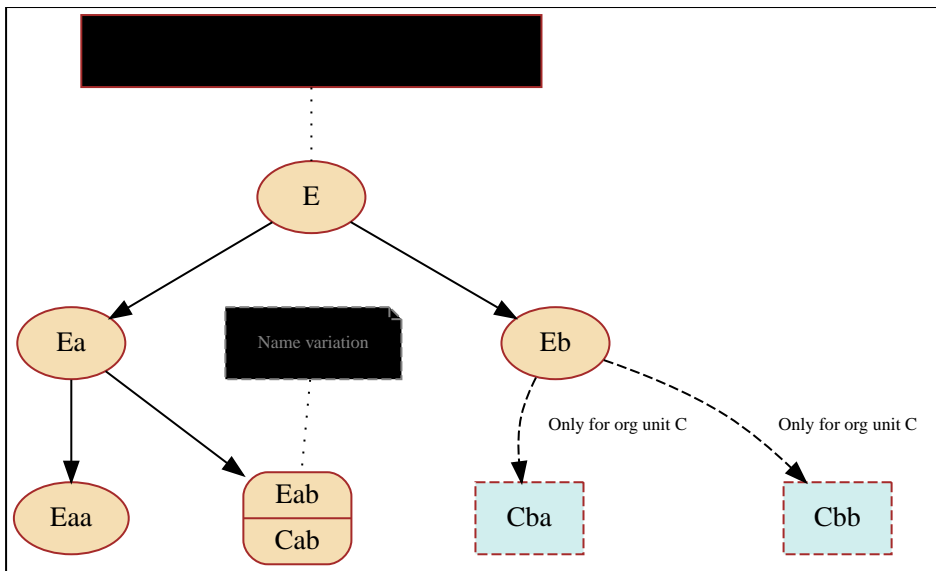 E
Ea
Name variation
Eb
Only for org unit C
Only for org unit C
Eaa
Eab
Cab
Cba
Cbb